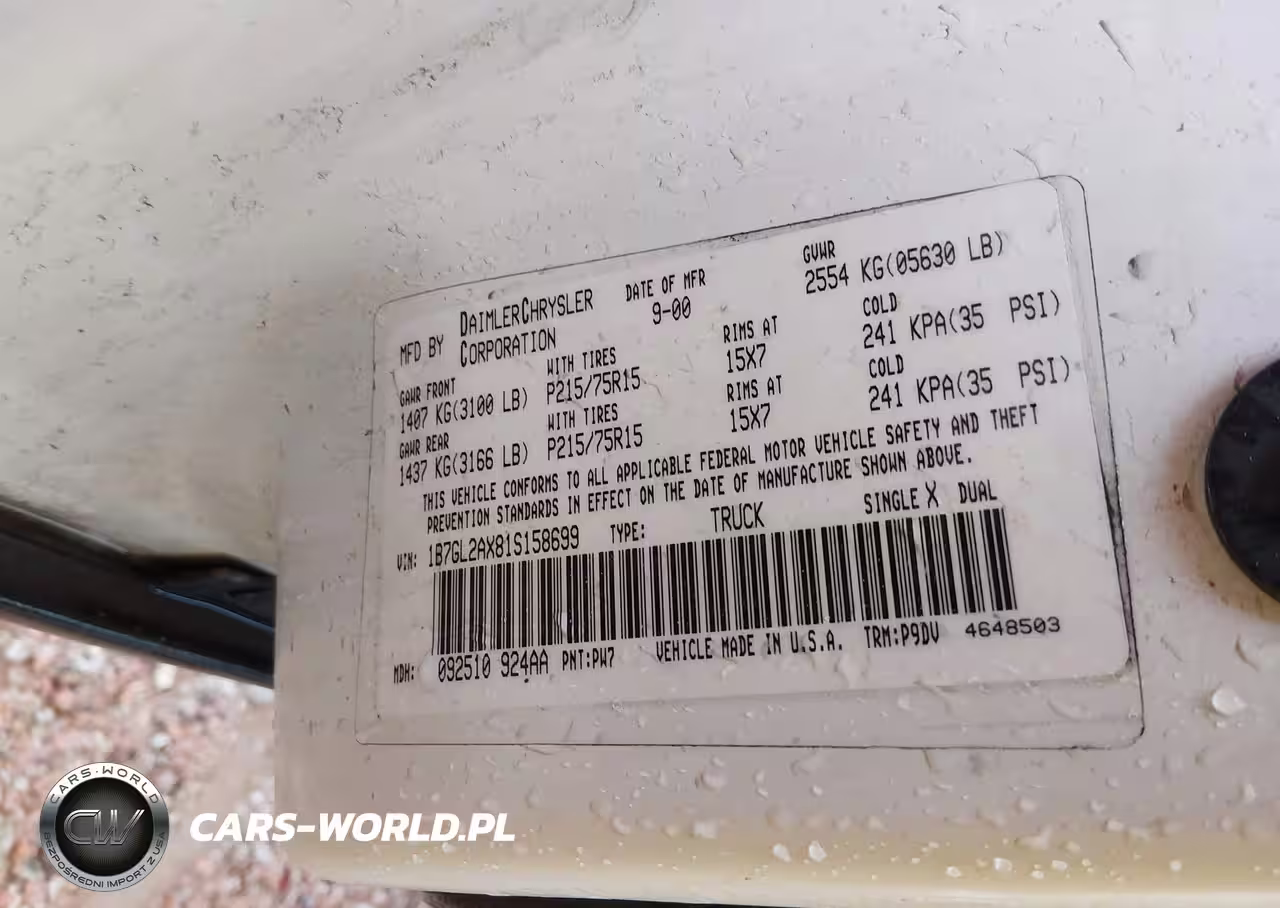 MFD BY DAIMLERCHRYSLER CORPORATION
DATE OF MFR 9-00
GVWR 2554 KG(05630 LB)
GAWR FRONT WITH TIRES RIMS AT COLD
1407 KG(3100 LB) P215/75R15 15X7 241 KPA(35 PSI)
GAWR REAR WITH TIRES RIMS AT COLD
1437 KG(3166 LB) P215/75R15 15X7 241 KPA(35 PSI)
THIS VEHICLE CONFORMS TO ALL APPLICABLE FEDERAL MOTOR VEHICLE SAFETY AND THEFT
PREVENTION STANDARDS IN EFFECT ON THE DATE OF MANUFACTURE SHOWN ABOVE.
VIN: 1B7GL2AX81S158699 TYPE: TRUCK SINGLE X DUAL
MDH: 092510 924AA PNT:PW7 VEHICLE MADE IN U.S.A. TRM:P9DV 4648503
CARS-WORLD
CW
BEZPOŚREDNI IMPORT Z USA
CARS-WORLD.PL